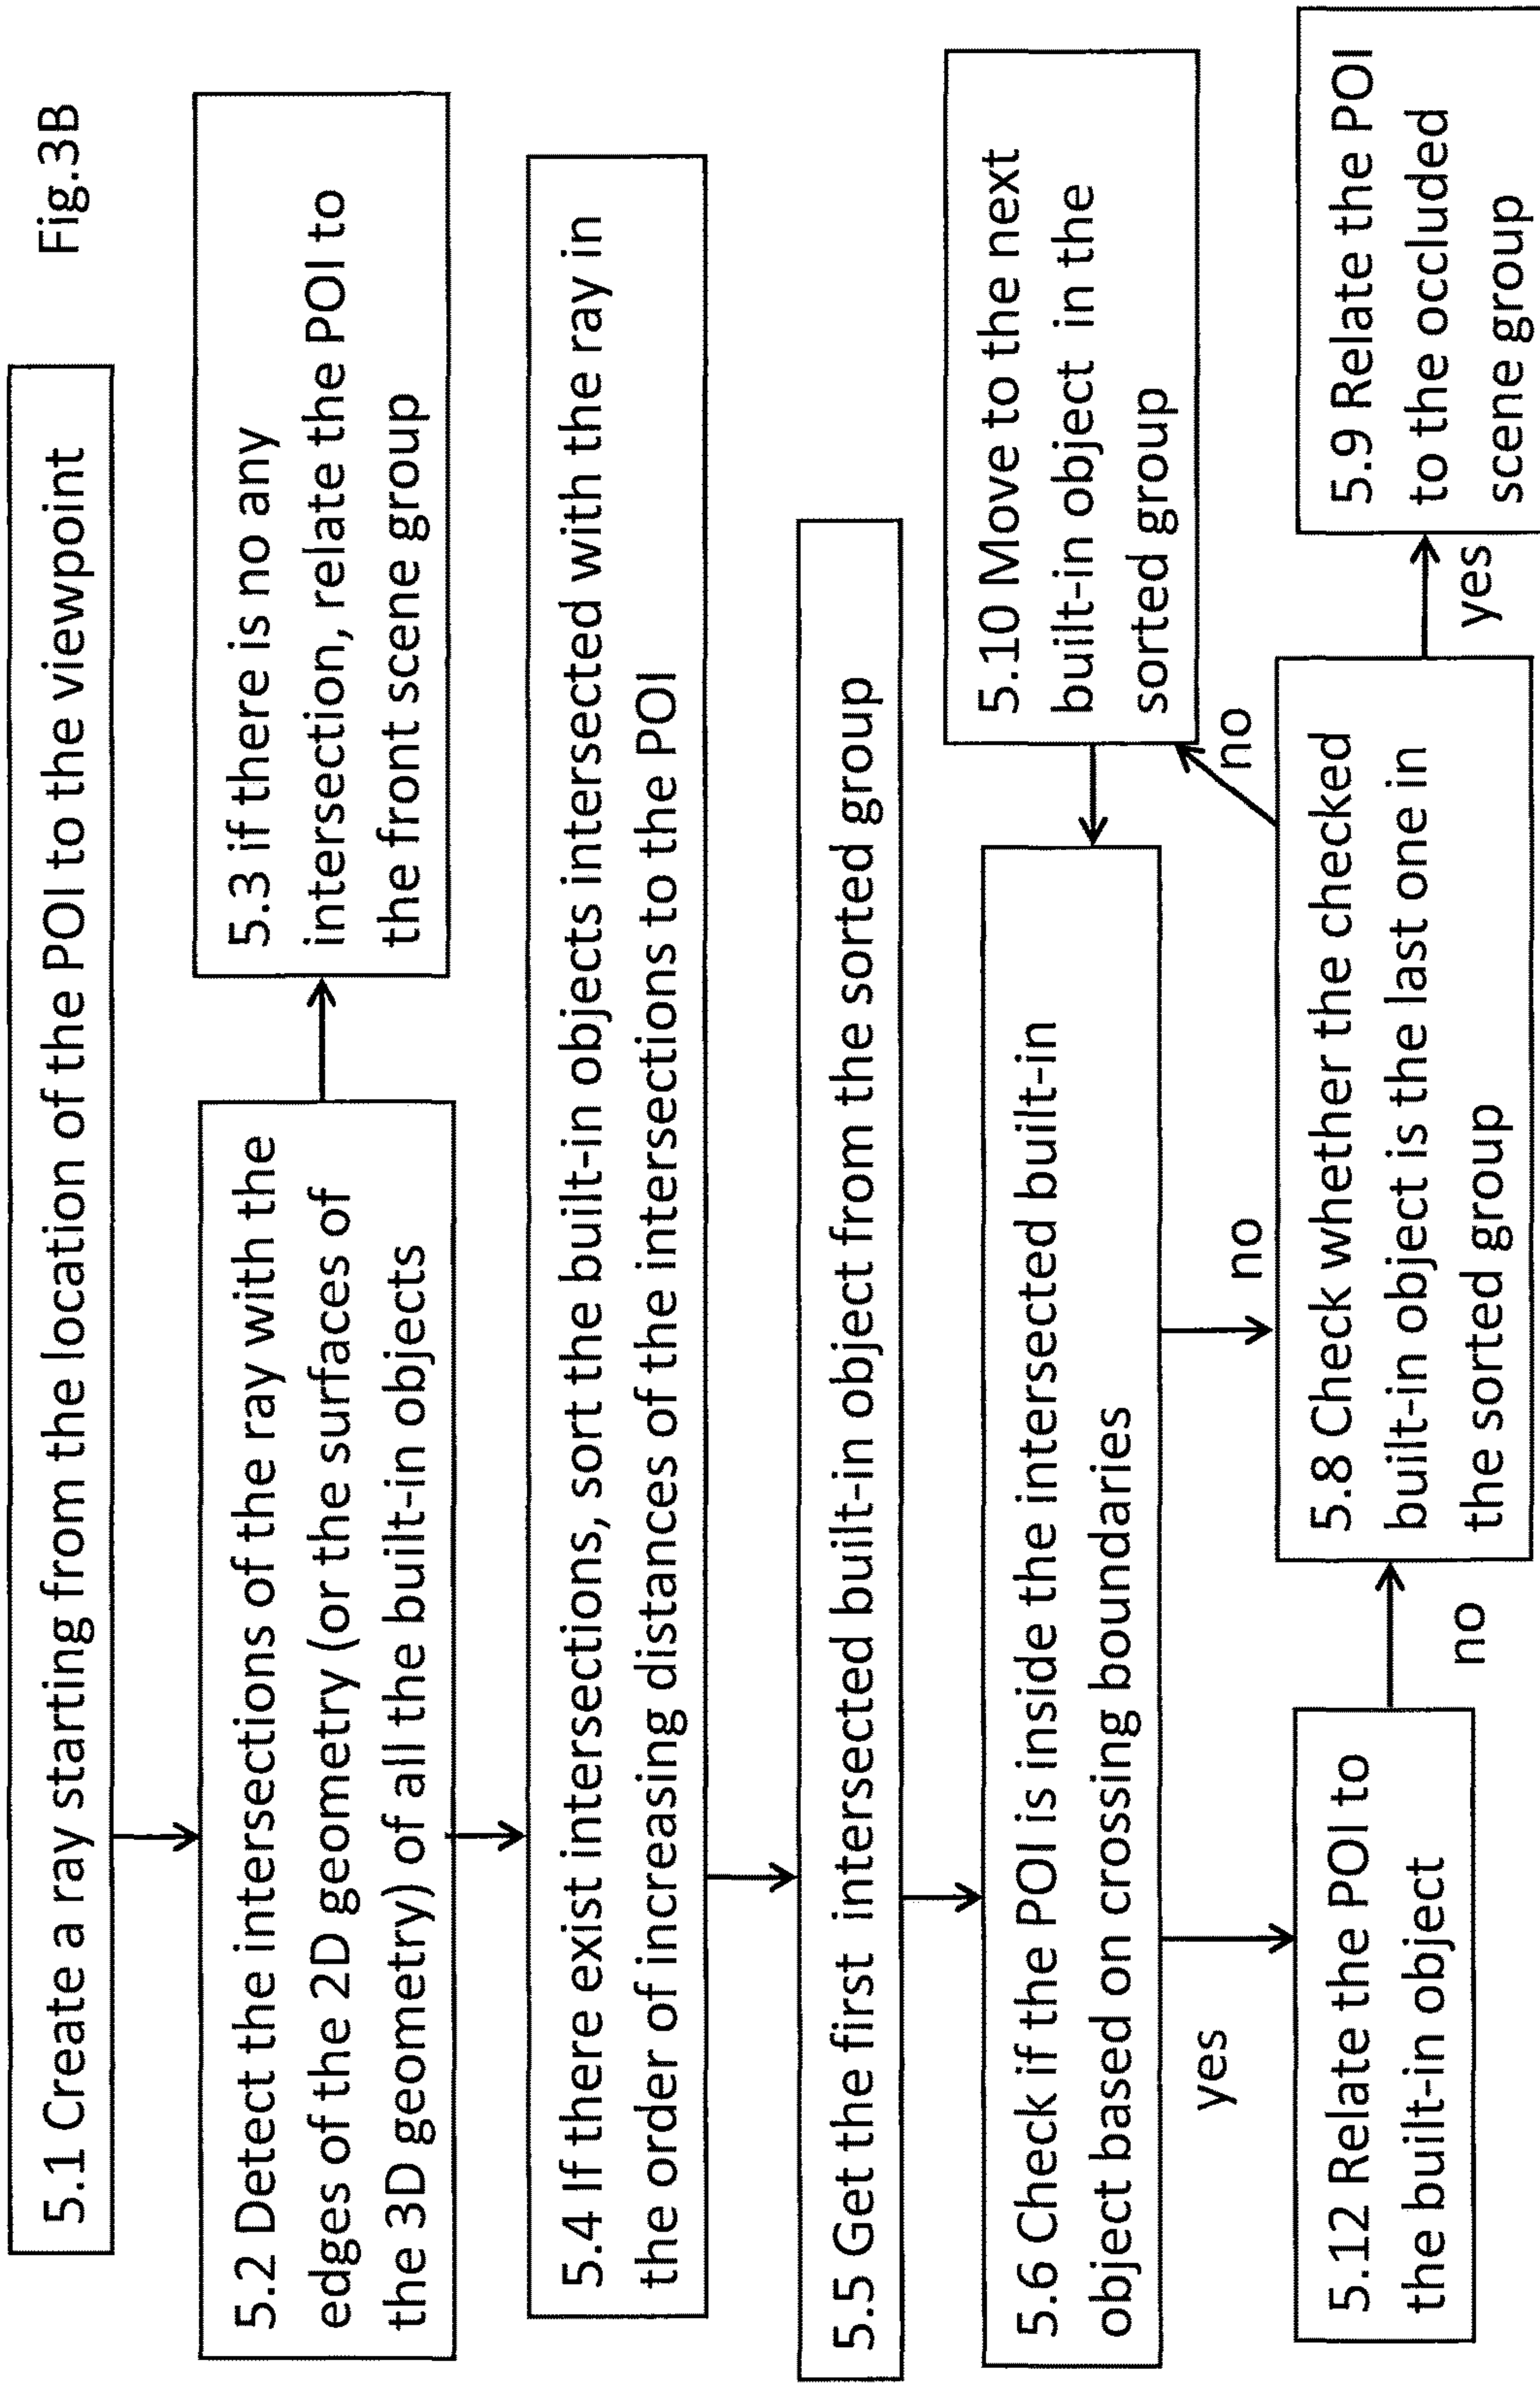 Fig.3B
5.1 Create a ray starting from the location of the POI to the viewpoint
5.2 Detect the intersections of the ray with the
edges of the 2D geometry (or the surfaces of
the 3D geometry) of all the built-in objects
5.3 if there is no any
intersection, relate the POI to
the front scene group
5.4 If there exist intersections, sort the built-in objects intersected with the ray in
the order of increasing distances of the intersections to the POI
5.5 Get the first intersected built-in object from the sorted group
5.6 Check if the POI is inside the intersected built-in
object based on crossing boundaries
5.10 Move to the next
built-in object in the
sorted group
yes
no
no
5.12 Relate the POI to
the built-in object
no
5.8 Check whether the checked
built-in object is the last one in
the sorted group
yes
5.9 Relate the POI
to the occluded
scene group